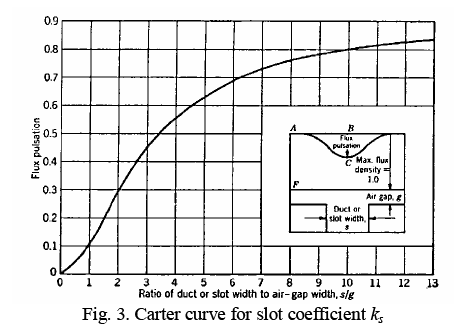 0.9
0.8
0.7
0.6
0.5
0.4
0.3
0.2
0.1
0
Flux pulsation
A
B
Flux
pulsation
C
Max. flux
density =
1.0
F
Air gap, g
Duct or
slot width,
s
0 1 2 3 4 5 6 7 8 9 10 11 12 13
Ratio of duct or slot width to air-gap width, s/g
Fig. 3. Carter curve for slot coefficient ks